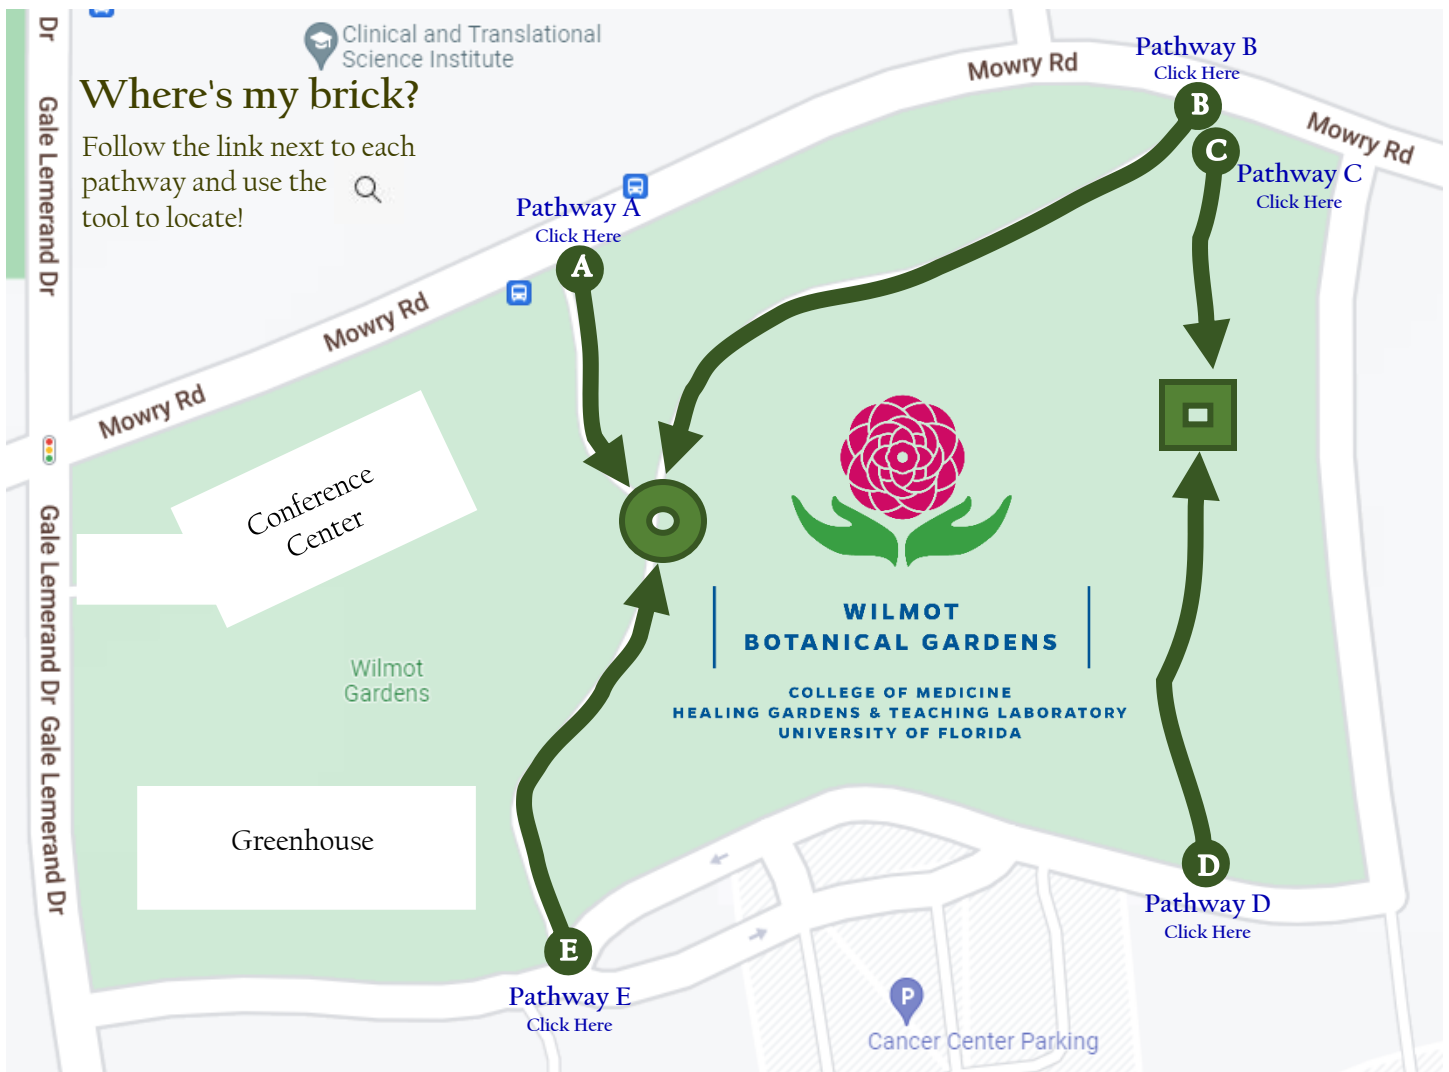 Dr
Clinical and Translational
Science Institute
Where's my brick?
Follow the link next to each
pathway and use the
tool to locate!
Gale Lemerand Dr
Mowry Rd
Pathway B
Click Here
B
Mowry Rd
C
Pathway C
Click Here
Pathway A
Click Here
A
Mowry Rd
Mowry Rd
Conference
Center
Gale Lemerand Dr
Gale Lemerand Dr
WILMOT
BOTANICAL GARDENS
COLLEGE OF MEDICINE
HEALING GARDENS & TEACHING LABORATORY
UNIVERSITY OF FLORIDA
Wilmot
Gardens
Greenhouse
D
Pathway D
Click Here
E
Pathway E
Click Here
P
Cancer Center Parking